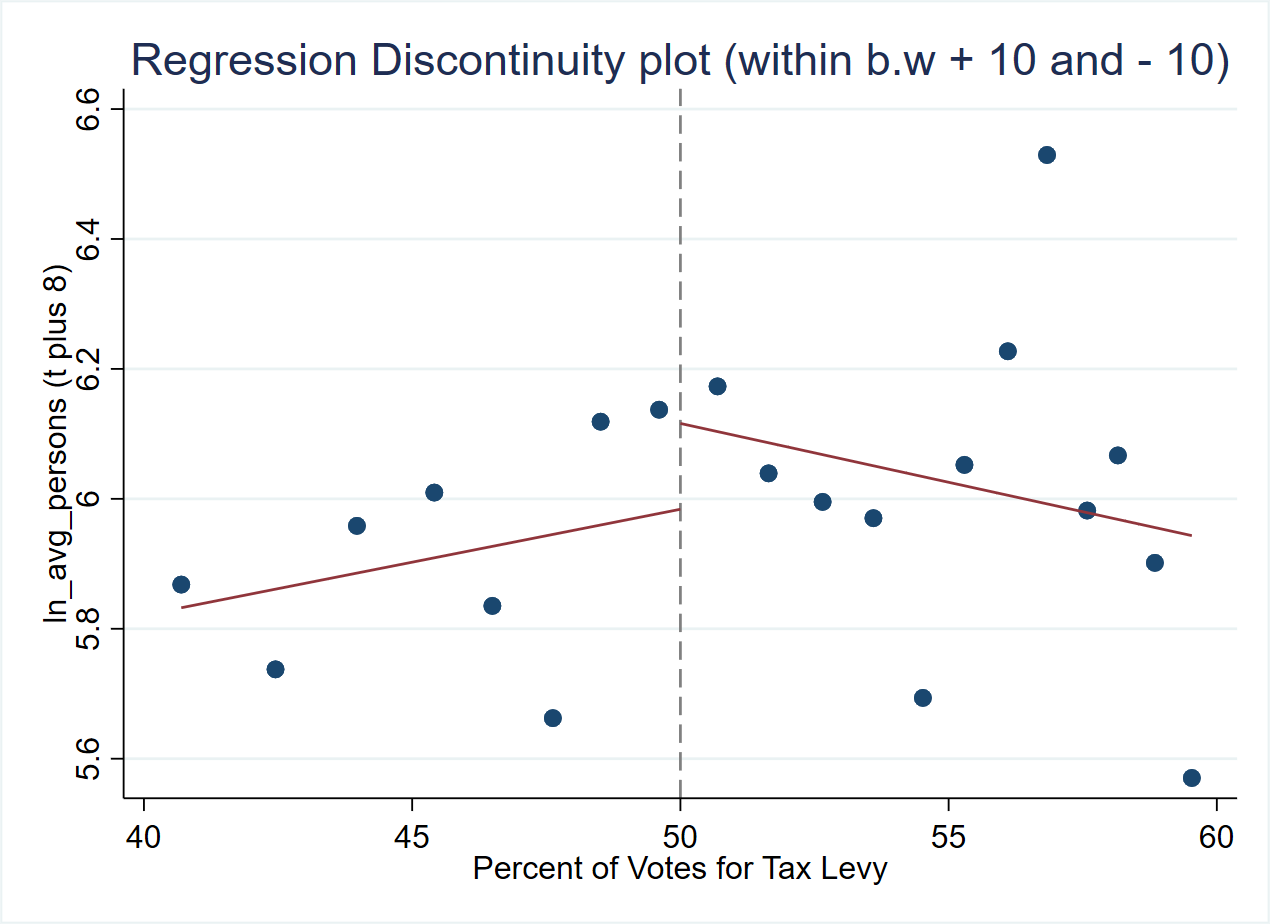 Regression Discontinuity plot (within b.w + 10 and - 10)
ln_avg_persons (t plus 8)
6.6
6.4
6.2
6
5.8
5.6
40 45 50 55 60
Percent of Votes for Tax Levy